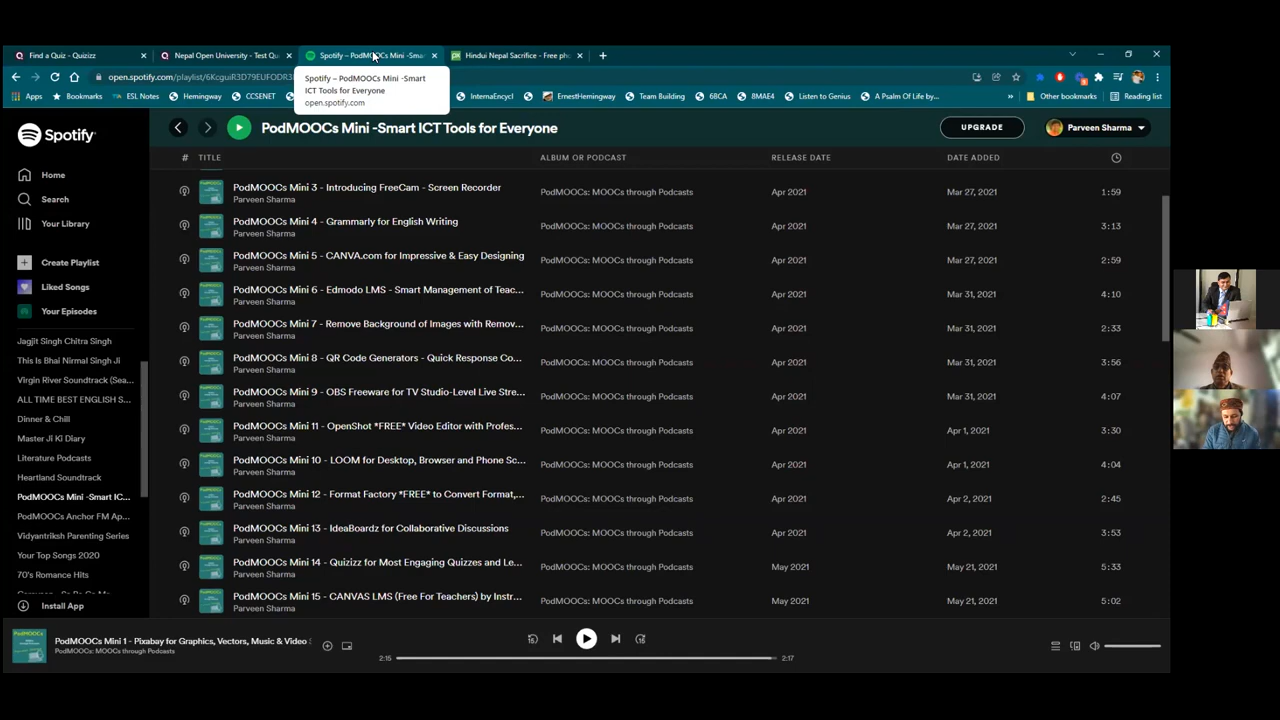 Find a Quiz - Quizizz
Nepal Open University - Test Qu
Spotify – PodMOOCs Mini -Smar
Hindui Nepal Sacrifice - Free ph
open.spotify.com/playlist/6KcguiR3D79EUFODR3
Spotify – PodMOOCs Mini -Smart
ICT Tools for Everyone
open.spotify.com
Apps
ESL Notes
Hemingway
CCSENET
InternaEncycl
ErnestHemingway
Team Building
6BCA
8MAE4
Listen to Genius
A Psalm Of Life by...
Other bookmarks
Reading list
Spotify
PodMOOCs Mini -Smart ICT Tools for Everyone
UPGRADE
Parveen Sharma
Home
Search
Your Library
Create Playlist
Liked Songs
Your Episodes
Jagjit Singh Chitra Singh
This Is Bhai Nirmal Singh Ji
Virgin River Soundtrack (Sea...
ALL TIME BEST ENGLISH S...
Dinner & Chill
Master Ji Ki Diary
Literature Podcasts
Heartland Soundtrack
PodMOOCs Mini -Smart IC...
PodMOOCs Anchor FM Ap...
Vidyantriksh Parenting Series
Your Top Songs 2020
70's Romance Hits
Install App
# TITLE ALBUM OR PODCAST RELEASE DATE DATE ADDED
PodMOOCs Mini 3 - Introducing FreeCam - Screen Recorder
Parveen Sharma
PodMOOCs: MOOCs through Podcasts Apr 2021 Mar 27, 2021 1:59
PodMOOCs Mini 4 - Grammarly for English Writing
Parveen Sharma
PodMOOCs: MOOCs through Podcasts Apr 2021 Mar 27, 2021 3:13
PodMOOCs Mini 5 - CANVA.com for Impressive & Easy Designing
Parveen Sharma
PodMOOCs: MOOCs through Podcasts Apr 2021 Mar 27, 2021 2:59
PodMOOCs Mini 6 - Edmodo LMS - Smart Management of Teac...
Parveen Sharma
PodMOOCs: MOOCs through Podcasts Apr 2021 Mar 31, 2021 4:10
PodMOOCs Mini 7 - Remove Background of Images with Remov...
Parveen Sharma
PodMOOCs: MOOCs through Podcasts Apr 2021 Mar 31, 2021 2:33
PodMOOCs Mini 8 - QR Code Generators - Quick Response Co...
Parveen Sharma
PodMOOCs: MOOCs through Podcasts Apr 2021 Mar 31, 2021 3:56
PodMOOCs Mini 9 - OBS Freeware for TV Studio-Level Live Stre...
Parveen Sharma
PodMOOCs: MOOCs through Podcasts Apr 2021 Mar 31, 2021 4:07
PodMOOCs Mini 11 - OpenShot *FREE* Video Editor with Profes...
Parveen Sharma
PodMOOCs: MOOCs through Podcasts Apr 2021 Apr 1, 2021 3:30
PodMOOCs Mini 10 - LOOM for Desktop, Browser and Phone Sc...
Parveen Sharma
PodMOOCs: MOOCs through Podcasts Apr 2021 Apr 1, 2021 4:04
PodMOOCs Mini 12 - Format Factory *FREE* to Convert Format,...
Parveen Sharma
PodMOOCs: MOOCs through Podcasts Apr 2021 Apr 2, 2021 2:45
PodMOOCs Mini 13 - IdeaBoardz for Collaborative Discussions
Parveen Sharma
PodMOOCs: MOOCs through Podcasts Apr 2021 Apr 2, 2021 3:53
PodMOOCs Mini 14 - Quizizz for Most Engaging Quizzes and Le...
Parveen Sharma
PodMOOCs: MOOCs through Podcasts May 2021 May 21, 2021 5:33
PodMOOCs Mini 15 - CANVAS LMS (Free For Teachers) by Instr...
Parveen Sharma
PodMOOCs: MOOCs through Podcasts May 2021 May 21, 2021 5:02
PodMOOCs Mini 1 - Pixabay for Graphics, Vectors, Music & Video
PodMOOCs: MOOCs through Podcasts
2:15
2:17